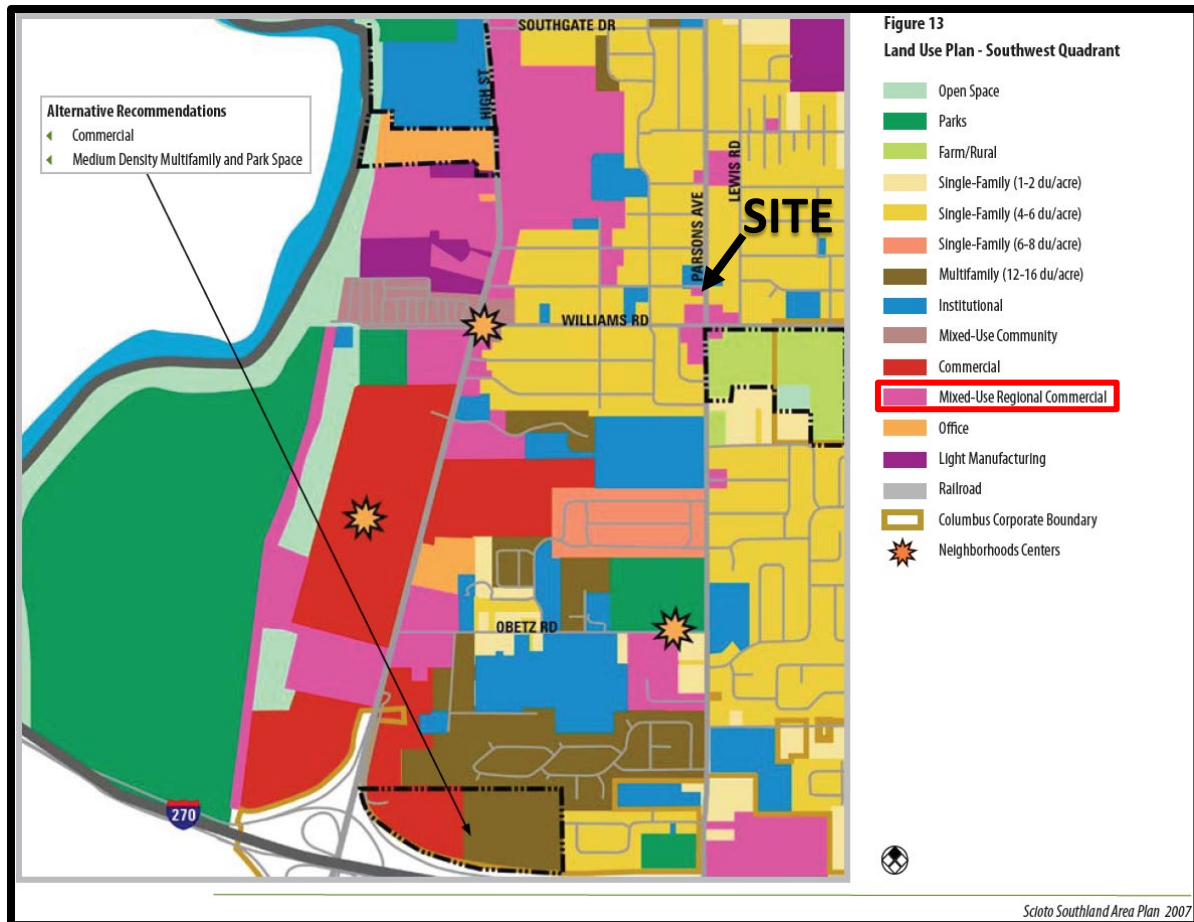 Figure 13
Land Use Plan - Southwest Quadrant
SOUTHGATE DR
HIGH ST
Alternative Recommendations
Commercial
Medium Density Multifamily and Park Space
LEWIS RD
PARSONS AVE
SITE
WILLIAMS RD
OBETZ RD
270
Open Space
Parks
Farm/Rural
Single-Family (1-2 du/acre)
Single-Family (4-6 du/acre)
Single-Family (6-8 du/acre)
Multifamily (12-16 du/acre)
Institutional
Mixed-Use Community
Commercial
Mixed-Use Regional Commercial
Office
Light Manufacturing
Railroad
Columbus Corporate Boundary
Neighborhoods Centers
Scioto Southland Area Plan 2007